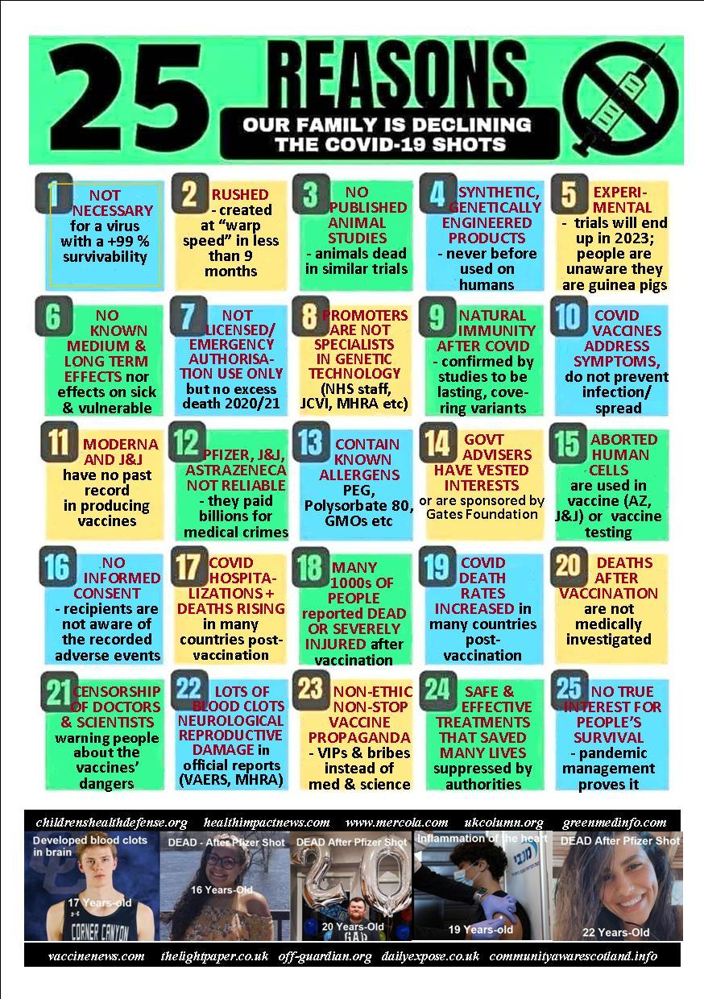 25 REASONS
OUR FAMILY IS DECLINING
THE COVID-19 SHOTS
1 NOT
NECESSARY
for a virus
with a +99 %
survivability
2 RUSHED
- created
at “warp
speed” in less
than 9
months
3 NO
PUBLISHED
ANIMAL
STUDIES
- animals dead
in similar trials
4 SYNTHETIC,
GENETICALLY
ENGINEERED
PRODUCTS
- never before
used on
humans
5 EXPERI-
MENTAL
- trials will end
up in 2023;
people are
unaware they
are guinea pigs
6 NO
KNOWN
MEDIUM &
LONG TERM
EFFECTS nor
effects on sick
& vulnerable
7 NOT
LICENSED/
EMERGENCY
AUTHORISA-
TION USE ONLY
but no excess
death 2020/21
8 PROMOTERS
ARE NOT
SPECIALISTS
IN GENETIC
TECHNOLOGY
(NHS staff,
JCVI, MHRA etc)
9 NATURAL
IMMUNITY
AFTER COVID
- confirmed by
studies to be
lasting, cove-
ring variants
10 COVID
VACCINES
ADDRESS
SYMPTOMS,
do not prevent
infection/
spread
11 MODERNA
AND J&J
have no past
record
in producing
vaccines
12 PFIZER, J&J,
ASTRAZENECA
NOT RELIABLE
- they paid
billions for
medical crimes
13 CONTAIN
KNOWN
ALLERGENS
PEG,
Polysorbate 80,
GMOs etc
14 GOVT
ADVISERS
HAVE VESTED
INTERESTS
or are sponsored by
Gates Foundation
15 ABORTED
HUMAN
CELLS
are used in
vaccine (AZ,
J&J) or vaccine
testing
16 NO
INFORMED
CONSENT
- recipients are
not aware of
the recorded
adverse events
17 COVID
HOSPITA-
LIZATIONS +
DEATHS RISING
in many
countries post-
vaccination
18 MANY
1000s OF
PEOPLE
reported DEAD
OR SEVERELY
INJURED after
vaccination
19 COVID
DEATH
RATES
INCREASED in
many countries
post-
vaccination
20 DEATHS
AFTER
VACCINATION
are not
medically
investigated
21 CENSORSHIP
OF DOCTORS
& SCIENTISTS
warning people
about the
vaccines’
dangers
22 LOTS OF
BLOOD CLOTS
NEUROLOGICAL
REPRODUCTIVE
DAMAGE in
official reports
(VAERS, MHRA)
23 NON-ETHIC
NON-STOP
VACCINE
PROPAGANDA
- VIPs & bribes
instead of
med & science
24 SAFE &
EFFECTIVE
TREATMENTS
THAT SAVED
MANY LIVES
suppressed by
authorities
25 NO TRUE
INTEREST FOR
PEOPLE’S
SURVIVAL
- pandemic
management
proves it
childrenshealthdefense.org healthimpactnews.com www.mercola.com ukcolumn.org greenmedinfo.com
Developed blood clots
in brain
17 Years-old
CORNER CANYON
DEAD - After Pfizer Shot
16 Years-Old
DEAD After Pfizer Shot
20
20 Years-Old
GAP
Inflammation of the heart
מכבי
19 Years-old
DEAD After Pfizer Shot
22 Years-Old
vaccinenews.com thelightpaper.co.uk off-guardian.org dailyexpose.co.uk communityawarescotland.info